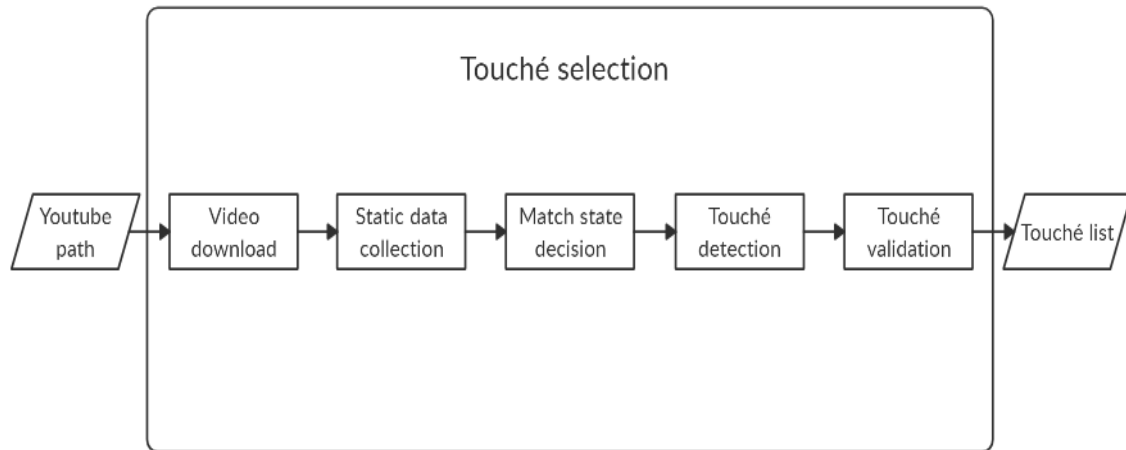 Touché selection
Youtube
path
Video
download
Static data
collection
Match state
decision
Touché
detection
Touché
validation
Touché list